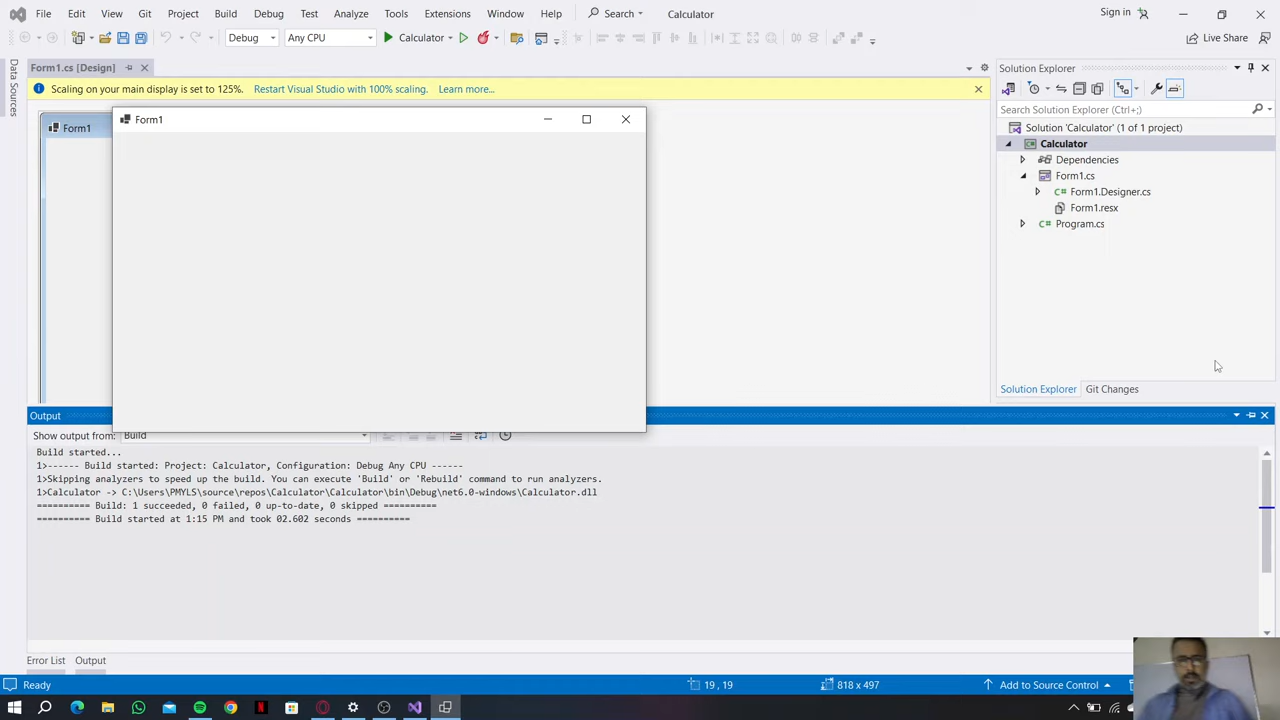 File Edit View Git Project Build Debug Test Analyze Tools Extensions Window Help Search Calculator Sign in
Debug Any CPU Calculator Live Share
Data Sources
Form1.cs [Design]
Scaling on your main display is set to 125%. Restart Visual Studio with 100% scaling. Learn more...
Form1
Form1
Solution Explorer
Search Solution Explorer (Ctrl+;)
Solution 'Calculator' (1 of 1 project)
Calculator
Dependencies
Form1.cs
C# Form1.Designer.cs
Form1.resx
C# Program.cs
Solution Explorer Git Changes
Output
Show output from: Build
Build started...
1>------ Build started: Project: Calculator, Configuration: Debug Any CPU ------
1>Skipping analyzers to speed up the build. You can execute 'Build' or 'Rebuild' command to run analyzers.
1>Calculator -> C:\Users\PMYLS\source\repos\Calculator\Calculator\bin\Debug\net6.0-windows\Calculator.dll
========== Build: 1 succeeded, 0 failed, 0 up-to-date, 0 skipped ==========
========== Build started at 1:15 PM and took 02.602 seconds ==========
Error List Output
Ready 19 , 19 818 x 497 Add to Source Control